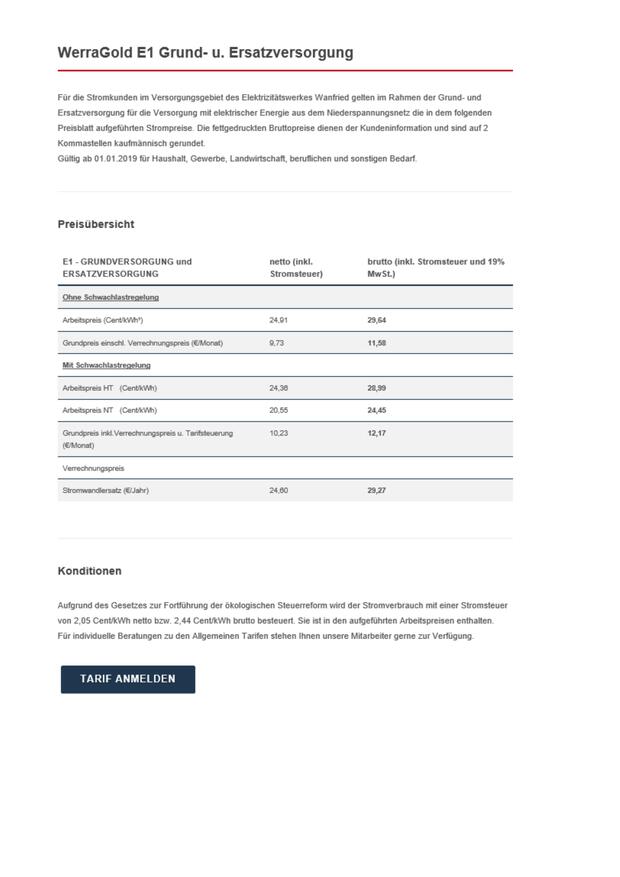 WerraGold E1 Grund- u. Ersatzversorgung
Für die Stromkunden im Versorgungsgebiet des Elektrizitätswerkes Wanfried gelten im Rahmen der Grund- und
Ersatzversorgung für die Versorgung mit elektrischer Energie aus dem Niederspannungsnetz die in dem folgenden
Preisblatt aufgeführten Strompreise. Die fettgedruckten Bruttopreise dienen der Kundeninformation und sind auf 2
Kommastellen kaufmännisch gerundet.
Gültig ab 01.01.2019 für Haushalt, Gewerbe, Landwirtschaft, beruflichen und sonstigen Bedarf.
Preisübersicht
E1 - GRUNDVERSORGUNG und netto (inkl. brutto (inkl. Stromsteuer und 19%
ERSATZVERSORGUNG Stromsteuer) MwSt.)
Ohne Schwachlastregelung
Arbeitspreis (Cent/kWh*) 24,91 29,64
Grundpreis einschl. Verrechnungspreis (€/Monat) 9,73 11,58
Mit Schwachlastregelung
Arbeitspreis HT (Cent/kWh) 24,36 28,99
Arbeitspreis NT (Cent/kWh) 20,55 24,45
Grundpreis inkl.Verrechnungspreis u. Tarifsteuerung 10,23 12,17
(€/Monat)
Verrechnungspreis
Stromwandlersatz (€/Jahr) 24,60 29,27
Konditionen
Aufgrund des Gesetzes zur Fortführung der ökologischen Steuerreform wird der Stromverbrauch mit einer Stromsteuer
von 2,05 Cent/kWh netto bzw. 2,44 Cent/kWh brutto besteuert. Sie ist in den aufgeführten Arbeitspreisen enthalten.
Für individuelle Beratungen zu den Allgemeinen Tarifen stehen Ihnen unsere Mitarbeiter gerne zur Verfügung.
TARIF ANMELDEN